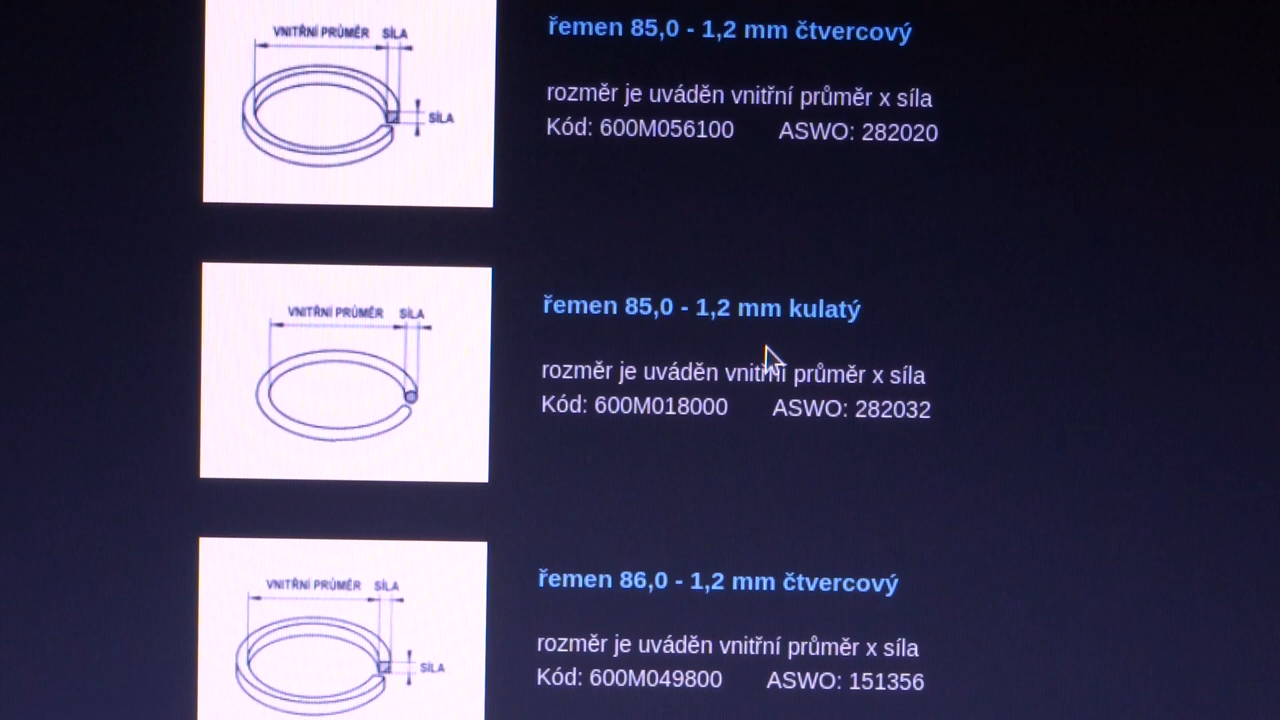 VNITŘNÍ PRŮMĚR SÍLA
SÍLA
řemen 85,0 - 1,2 mm čtvercový
rozměr je uváděn vnitřní průměr x síla
Kód: 600M056100 ASWO: 282020
VNITŘNÍ PRŮMĚR SÍLA
řemen 85,0 - 1,2 mm kulatý
rozměr je uváděn vnitřní průměr x síla
Kód: 600M018000 ASWO: 282032
VNITŘNÍ PRŮMĚR SÍLA
SÍLA
řemen 86,0 - 1,2 mm čtvercový
rozměr je uváděn vnitřní průměr x síla
Kód: 600M049800 ASWO: 151356